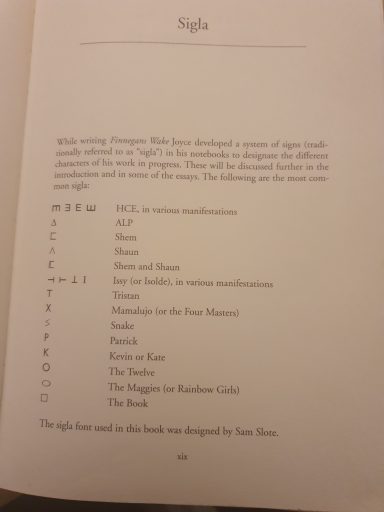 Sigla
While writing Finnegans Wake Joyce developed a system of signs (tradi-
tionally referred to as "sigla") in his notebooks to designate the different
characters of his work in progress. These will be discussed further in the
introduction and in some of the essays. The following are the most com-
mon sigla:
Ш Ǝ E Ш HCE, in various manifestations
Δ ALP
⊏ Shem
Λ Shaun
⊏ Shem and Shaun
⊣ ⊢ ⊥ Issy (or Isolde), in various manifestations
T Tristan
X Mamalujo (or the Four Masters)
S Snake
P Patrick
K Kevin or Kate
O The Twelve
⬭ The Maggies (or Rainbow Girls)
□ The Book
The sigla font used in this book was designed by Sam Slote.
xix